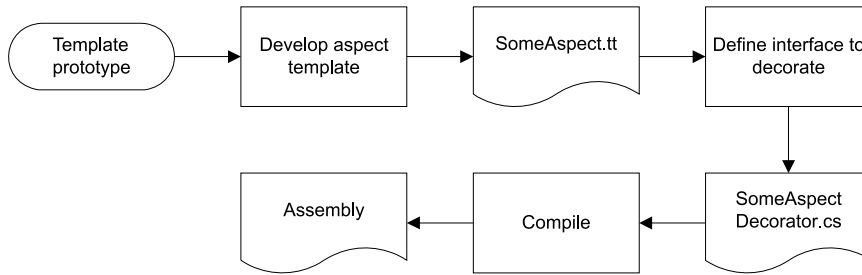 Template
prototype
Develop aspect
template
SomeAspect.tt
Define interface to
decorate
Assembly
Compile
SomeAspect
Decorator.cs